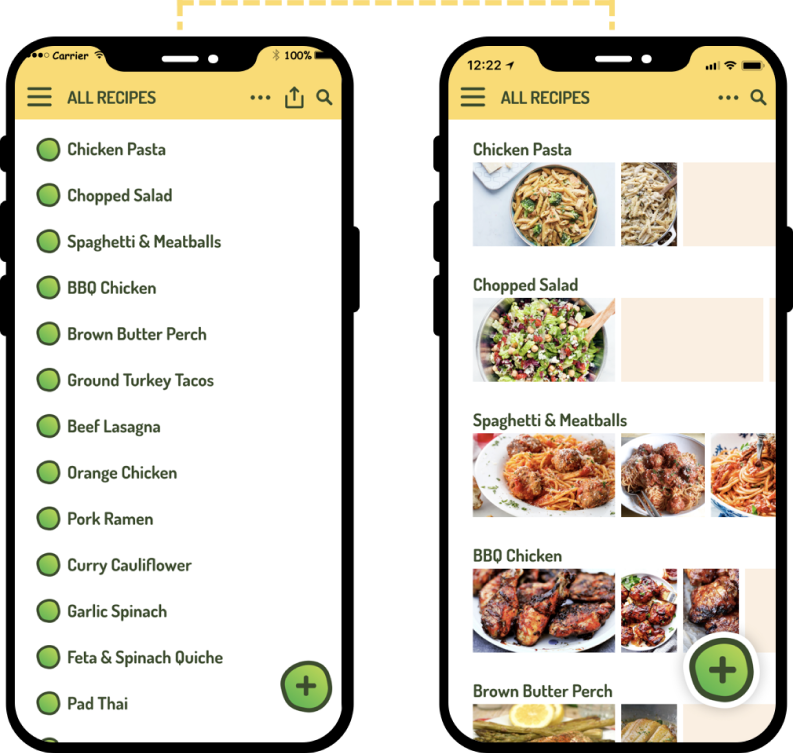 Carrier
100%
ALL RECIPES
Chicken Pasta
Chopped Salad
Spaghetti & Meatballs
BBQ Chicken
Brown Butter Perch
Ground Turkey Tacos
Beef Lasagna
Orange Chicken
Pork Ramen
Curry Cauliflower
Garlic Spinach
Feta & Spinach Quiche
Pad Thai
12:22
ALL RECIPES
Chicken Pasta
Chopped Salad
Spaghetti & Meatballs
BBQ Chicken
Brown Butter Perch